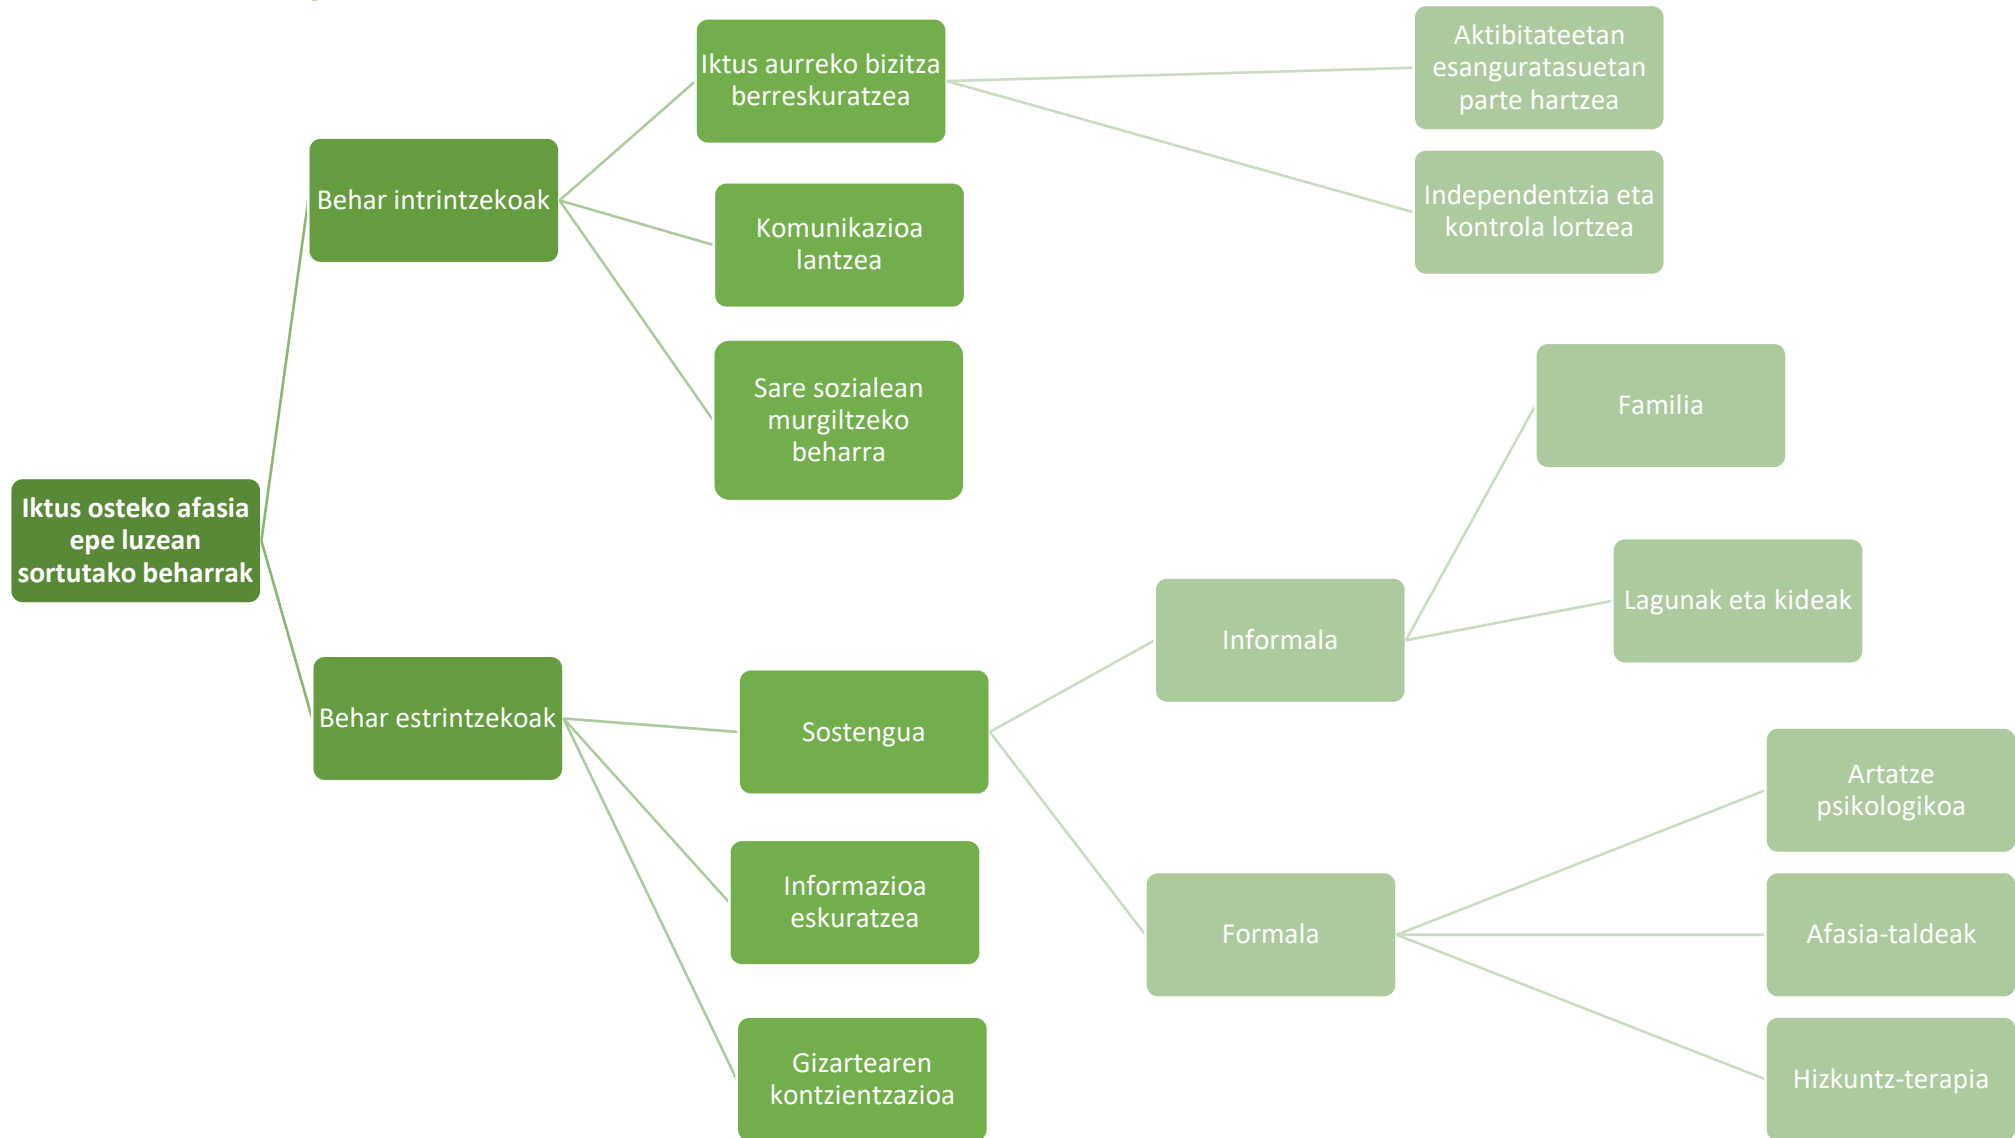 Iktus osteko afasia
epe luzean
sortutako beharrak
Behar intrintzekoak
Iktus aurreko bizitza
berreskuratzea
Aktibitateetan
esanguratasuetan
parte hartzea
Independentzia eta
kontrola lortzea
Komunikazioa
lantzea
Sare sozialean
murgiltzeko
beharra
Behar estrintzekoak
Sostengua
Informala
Familia
Lagunak eta kideak
Formala
Artatze
psikologikoa
Afasia-taldeak
Hizkuntz-terapia
Informazioa
eskuratzea
Gizartearen
kontzientzazioa